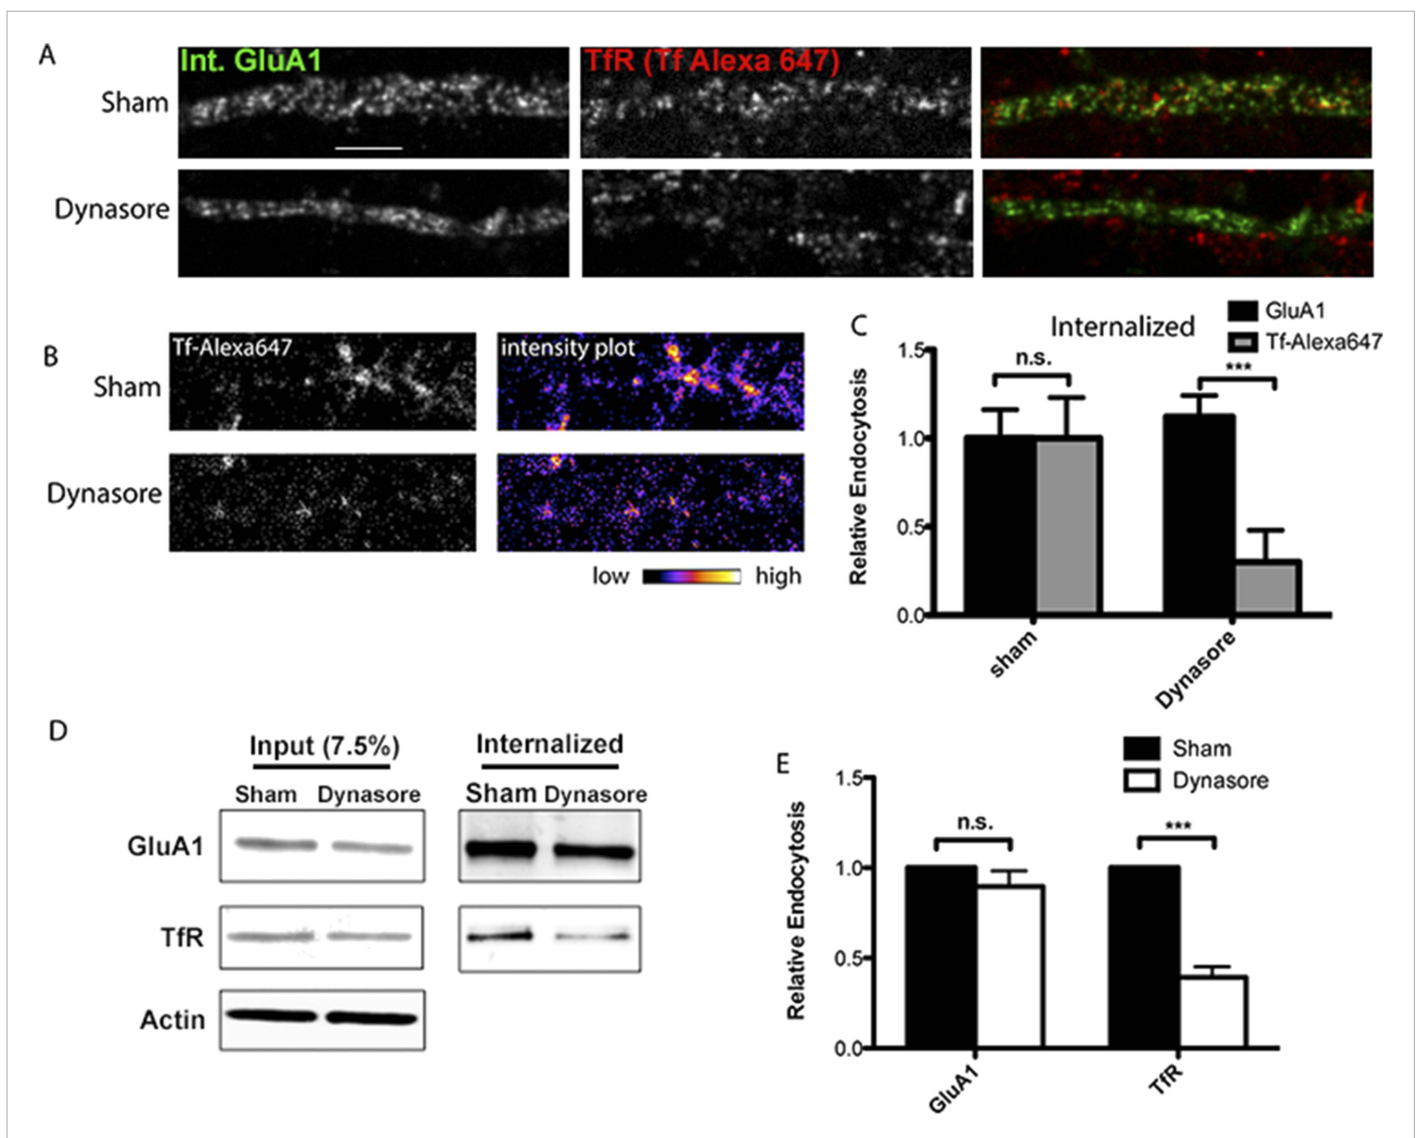 A
Int. GluA1
TfR (Tf Alexa 647)
Sham
Dynasore
B
Tf-Alexa647
intensity plot
Sham
Dynasore
low
high
C
Internalized
GluA1
Tf-Alexa647
Relative Endocytosis
1.5
1.0
0.5
0.0
n.s.
***
sham
Dynasore
D
Input (7.5%)
Internalized
Sham Dynasore
Sham Dynasore
GluA1
TfR
Actin
E
Sham
Dynasore
Relative Endocytosis
1.5
1.0
0.5
0.0
n.s.
***
GluA1
TfR